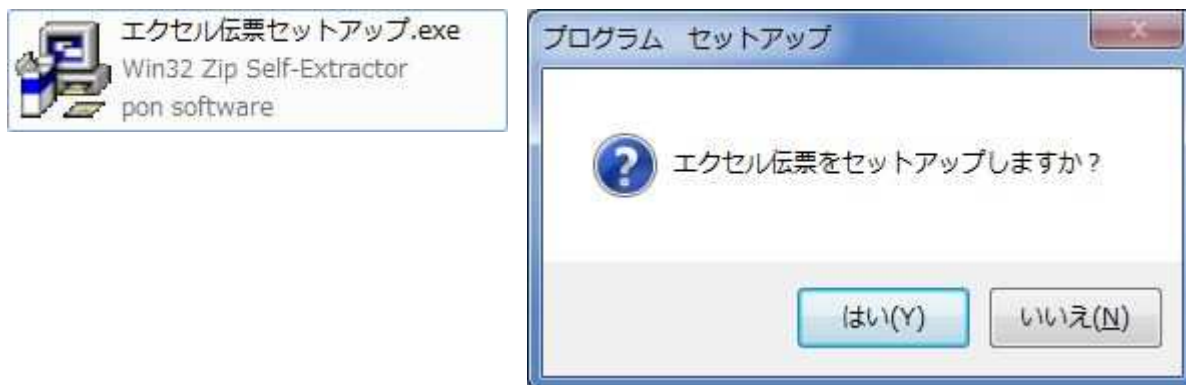 エクセル伝票セットアップ.exe
Win32 Zip Self-Extractor
pon software
プログラム　セットアップ
エクセル伝票をセットアップしますか？
はい(Y)
いいえ(N)